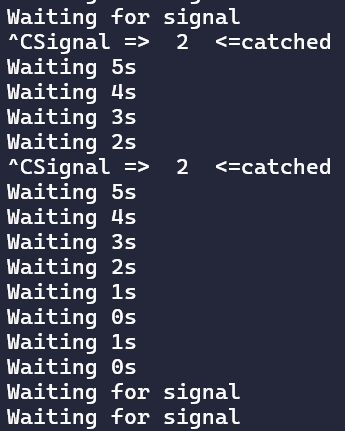 Waiting for signal
^CSignal =>  2  <=catched
Waiting 5s
Waiting 4s
Waiting 3s
Waiting 2s
^CSignal =>  2  <=catched
Waiting 5s
Waiting 4s
Waiting 3s
Waiting 2s
Waiting 1s
Waiting 0s
Waiting 1s
Waiting 0s
Waiting for signal
Waiting for signal